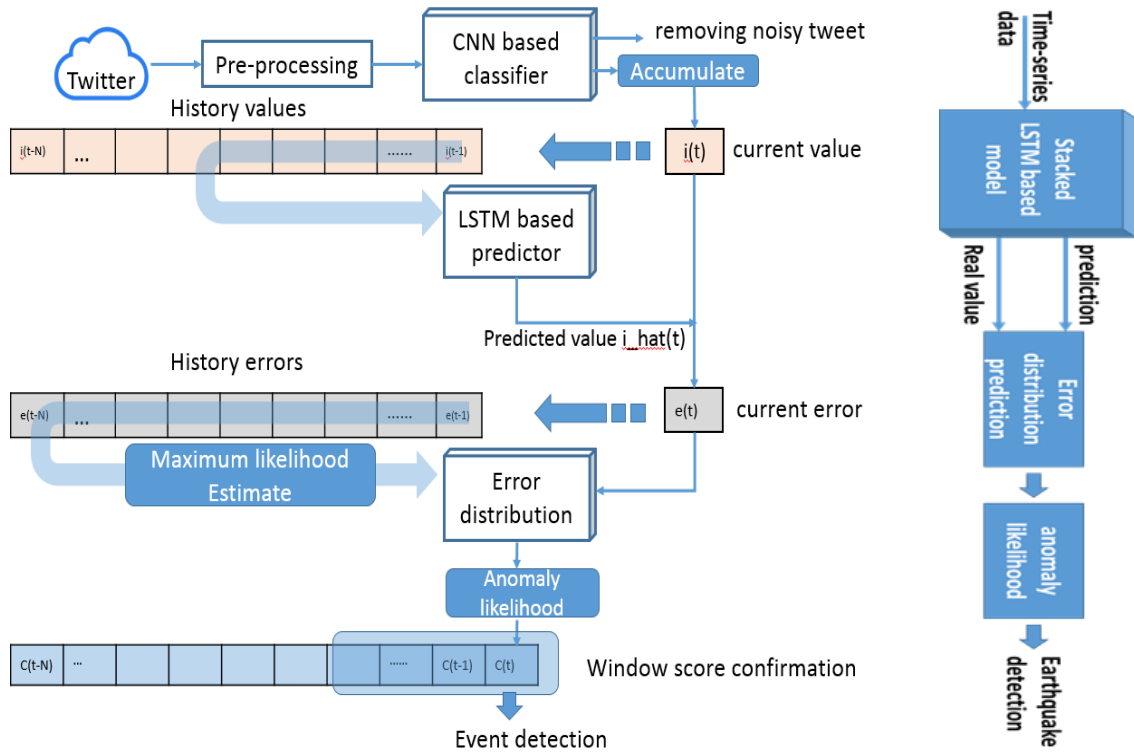 Twitter
Pre-processing
CNN based
classifier
removing noisy tweet
Accumulate
History values
i(t-N)
...
......
i(t-1)
i(t)
current value
LSTM based
predictor
Predicted value i_hat(t)
History errors
e(t-N)
...
......
e(t-1)
e(t)
current error
Maximum likelihood
Estimate
Error
distribution
Anomaly
likelihood
C(t-N)
...
......
C(t-1)
C(t)
Window score confirmation
Event detection
Time-series
data
Stacked
LSTM based
model
prediction
Real value
Error
distribution
prediction
anomaly
likelihood
Earthquake
detection